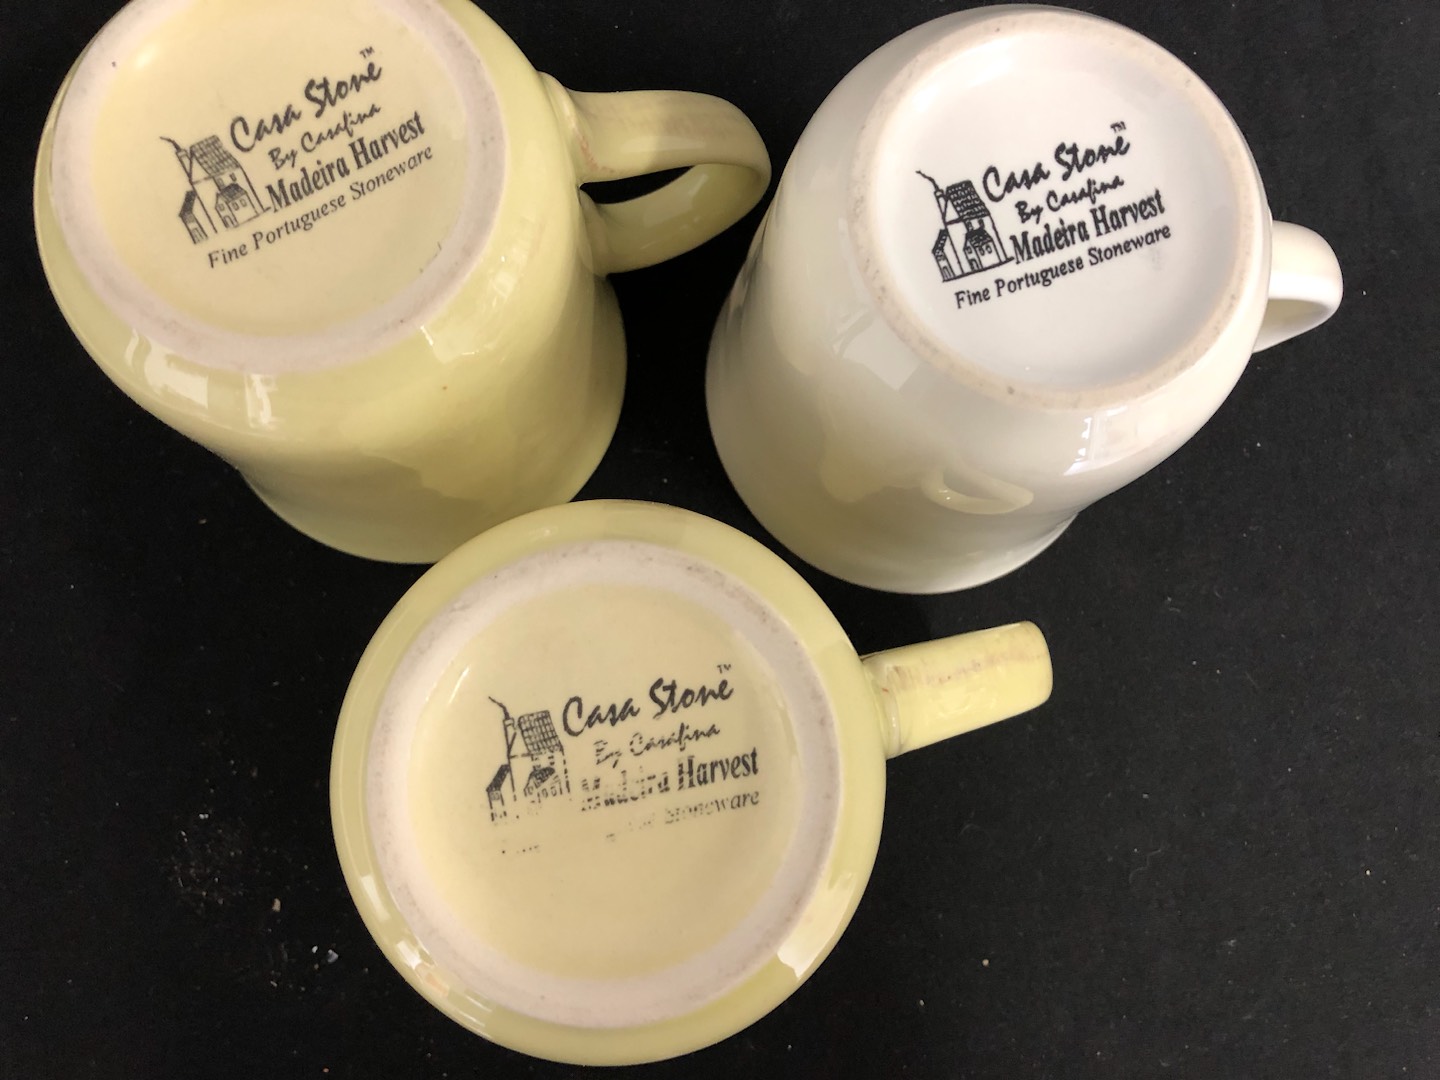 Casa Stone™
By Casafina
Madeira Harvest
Fine Portuguese Stoneware
Casa Stone™
By Casafina
Madeira Harvest
Fine Portuguese Stoneware
Casa Stone™
By Casafina
Madeira Harvest
Stoneware